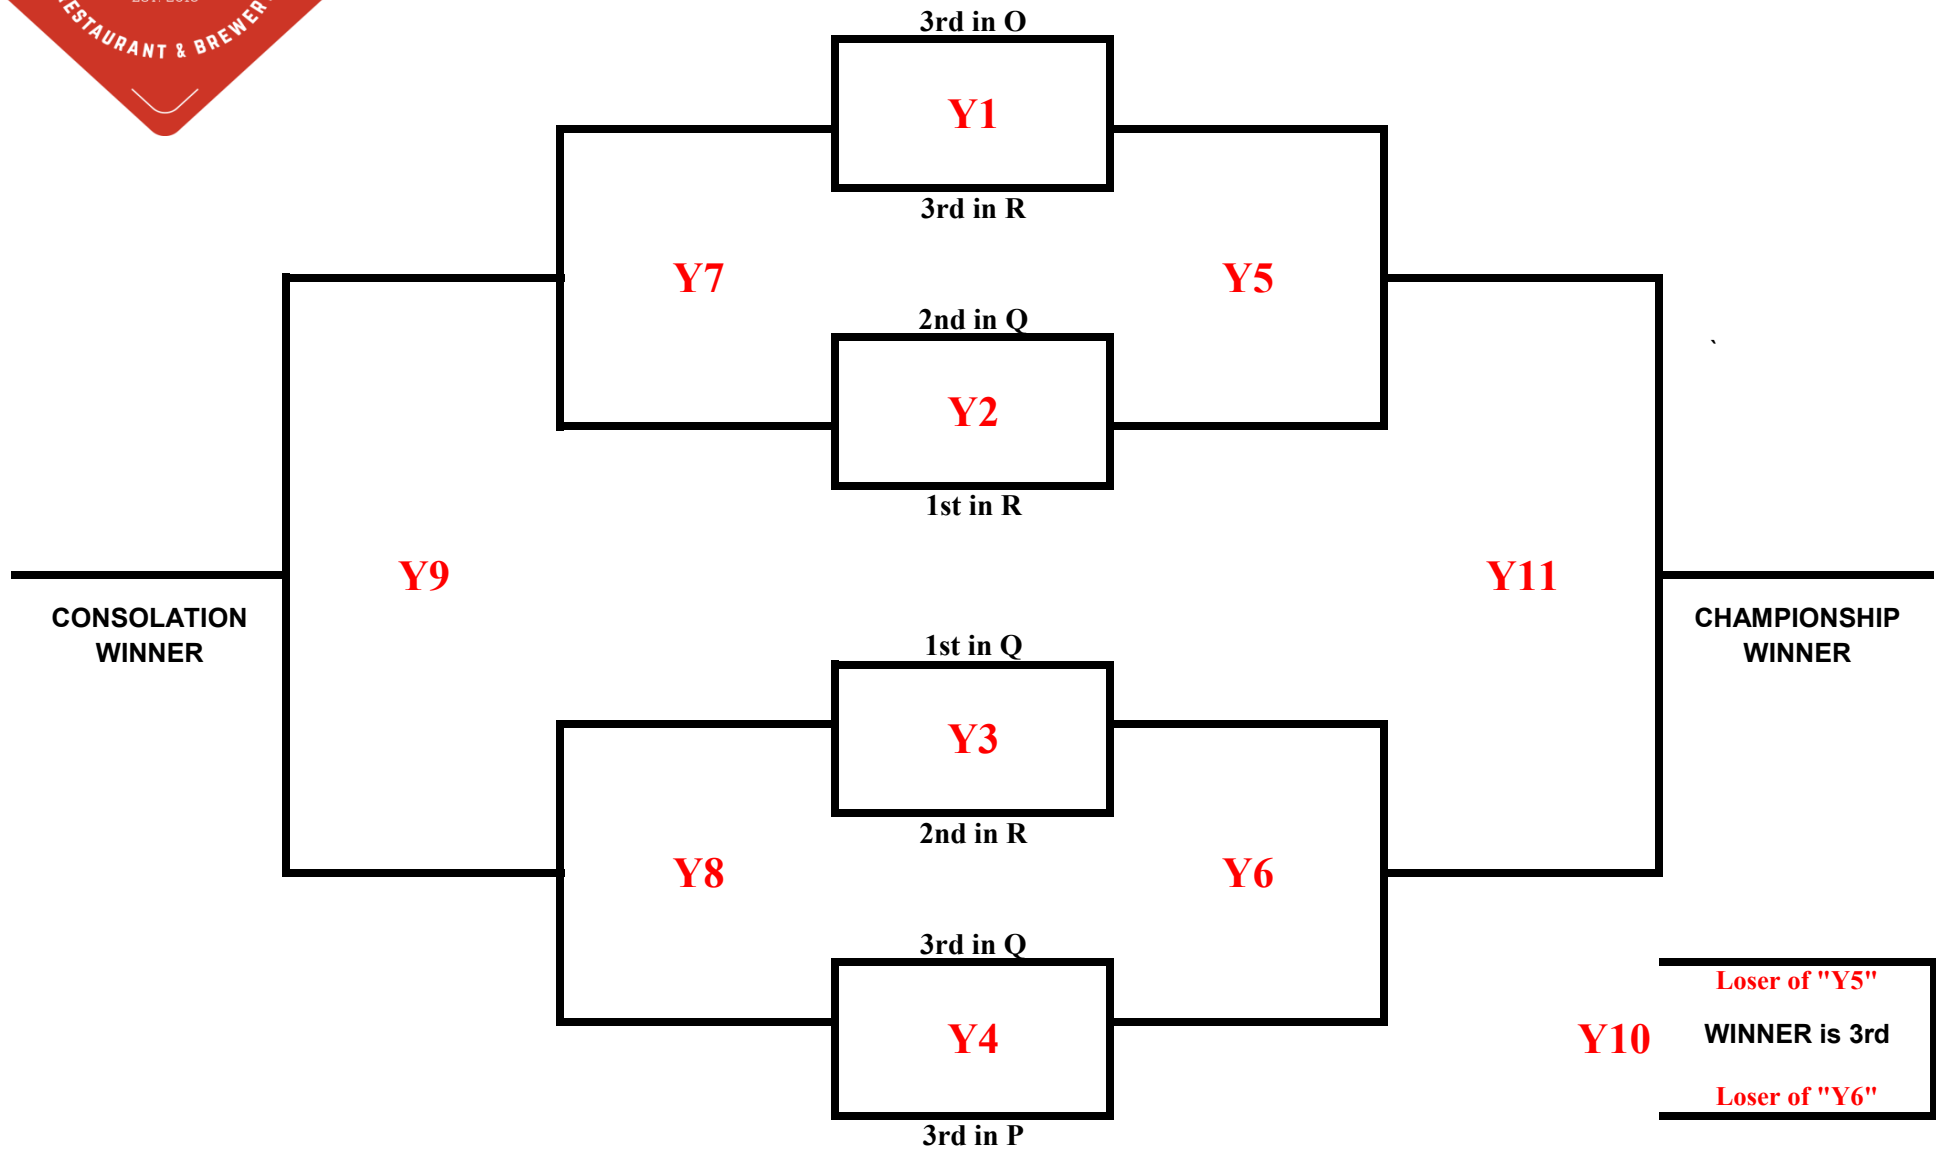 & 
3rd in O
Y1
3rd in R
Y7
Y5
2nd in Q
Y2
`
1st in R
Y9
Y11
CONSOLATION
WINNER
CHAMPIONSHIP
WINNER
1st in Q
Y3
2nd in R
Y8
Y6
3rd in Q
Loser of "Y5"
Y4
Y10
WINNER is 3rd
Loser of "Y6"
3rd in P